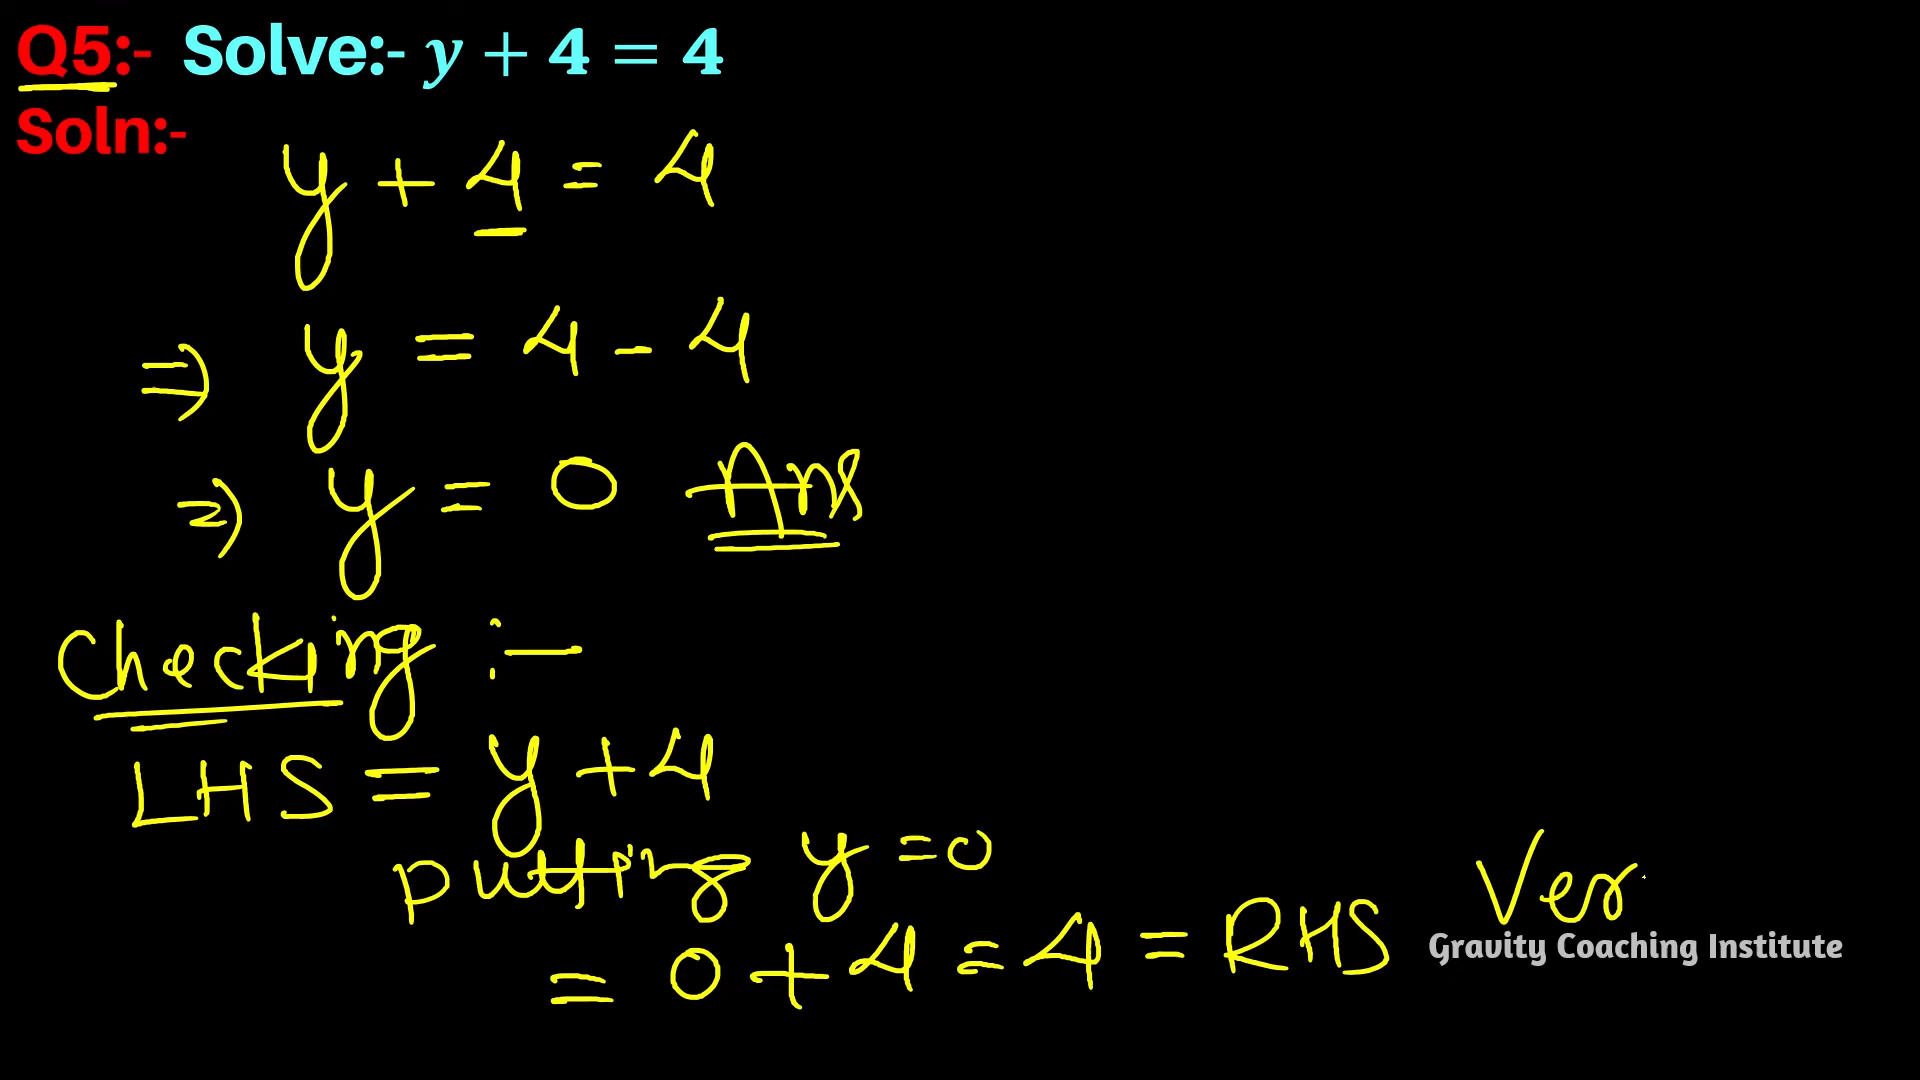 Q5:- Solve:- y + 4 = 4
Soln:-
y + 4 = 4
⇒ y = 4 - 4
⇒ y = 0 Ans
Checking :-
LHS = y + 4
putting y = 0
= 0 + 4 = 4 = RHS Ver
Gravity Coaching Institute